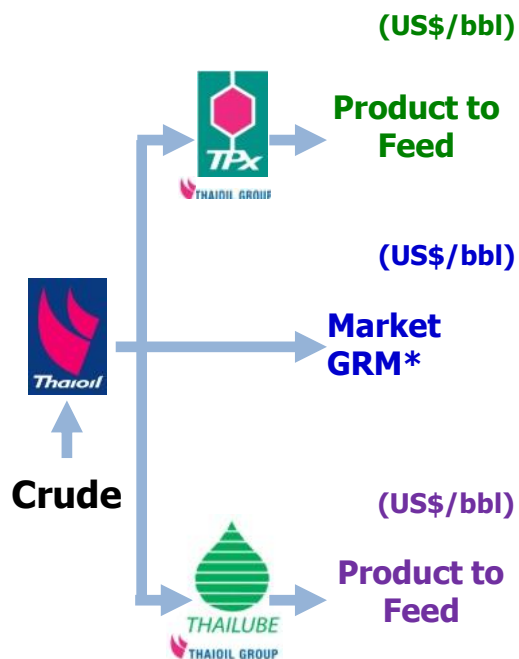 (US$/bbl)
Product to
Feed
TPx
THAIOIL GROUP
(US$/bbl)
Market
GRM*
Thaioil
Crude
(US$/bbl)
Product to
Feed
THAILUBE
THAIOIL GROUP